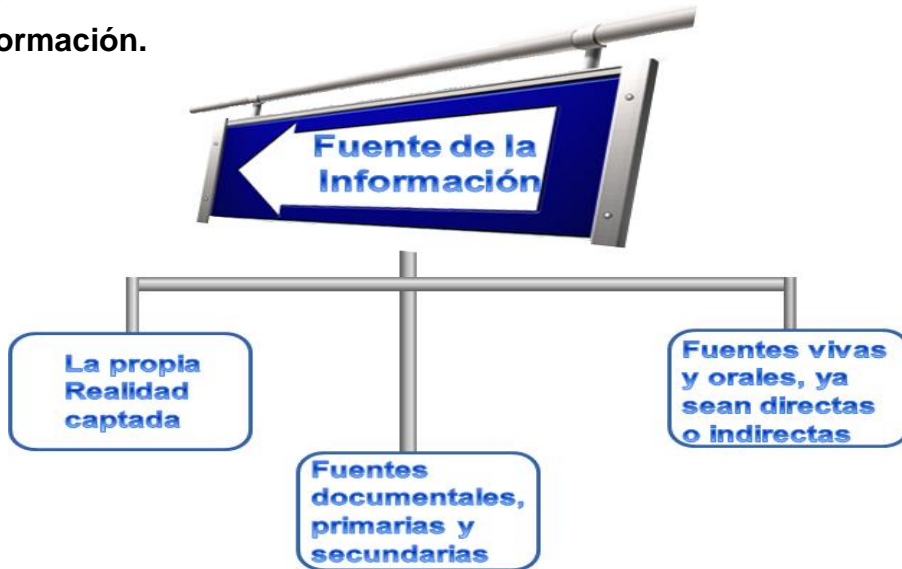 ormación.
Fuente de la
Información
La propia
Realidad
captada
Fuentes vivas
y orales, ya
sean directas
o indirectas
Fuentes
documentales,
primarias y
secundarias